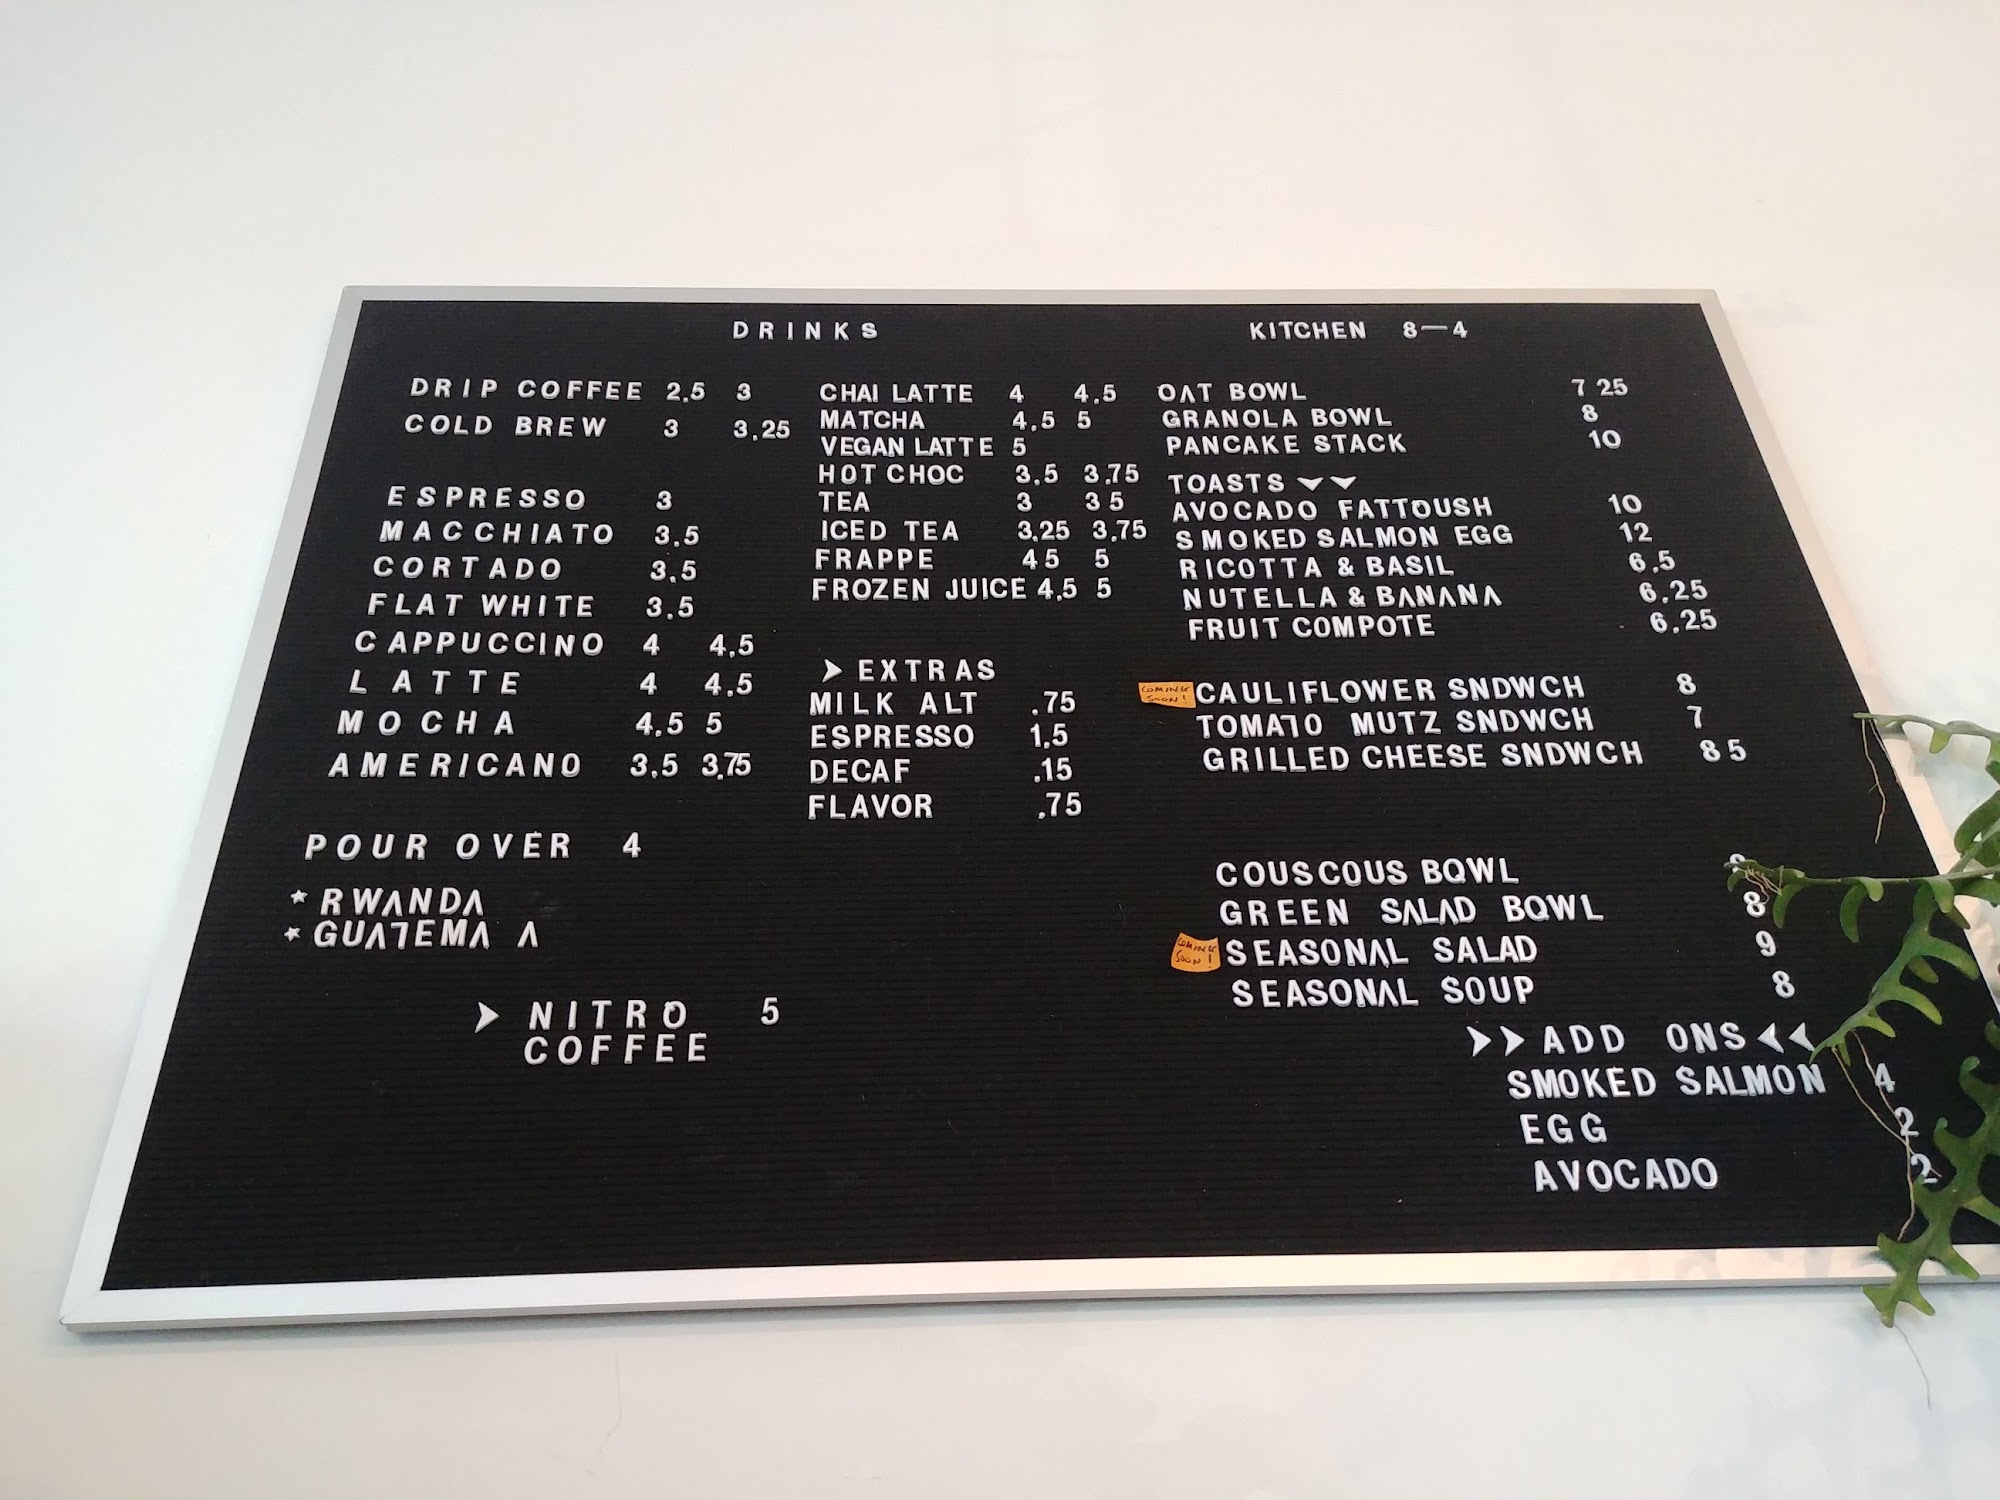 DRINKS
DRIP COFFEE 2.5 3
COLD BREW 3 3.25
ESPRESSO 3
MACCHIATO 3.5
CORTADO 3.5
FLAT WHITE 3.5
CAPPUCCINO 4 4.5
LATTE 4 4.5
MOCHA 4.5 5
AMERICANO 3.5 3.75
POUR OVER 4
* RWANDA
* GUATEMA A
➤ NITRO 5
COFFEE
CHAI LATTE 4 4.5
MATCHA 4.5 5
VEGAN LATTE 5
HOT CHOC 3.5 3.75
TEA 3 3 5
ICED TEA 3.25 3.75
FRAPPE 4 5 5
FROZEN JUICE 4.5 5
➤ EXTRAS
MILK ALT .75
ESPRESSO 1.5
DECAF .15
FLAVOR .75
KITCHEN 8—4
OAT BOWL 7 25
GRANOLA BOWL 8
PANCAKE STACK 10
TOASTS
AVOCADO FATTOUSH 10
SMOKED SALMON EGG 12
RICOTTA & BASIL 6.5
NUTELLA & BANANA 6.25
FRUIT COMPOTE 6.25
COMING
SOON!
CAULIFLOWER SNDWCH 8
TOMATO MUTZ SNDWCH 7
GRILLED CHEESE SNDWCH 8 5
COUSCOUS BOWL
GREEN SALAD BOWL 8
COMING
SOON!
SEASONAL SALAD 9
SEASONAL SOUP 8
➤➤ ADD ONS
SMOKED SALMON 4
EGG 2
AVOCADO 2